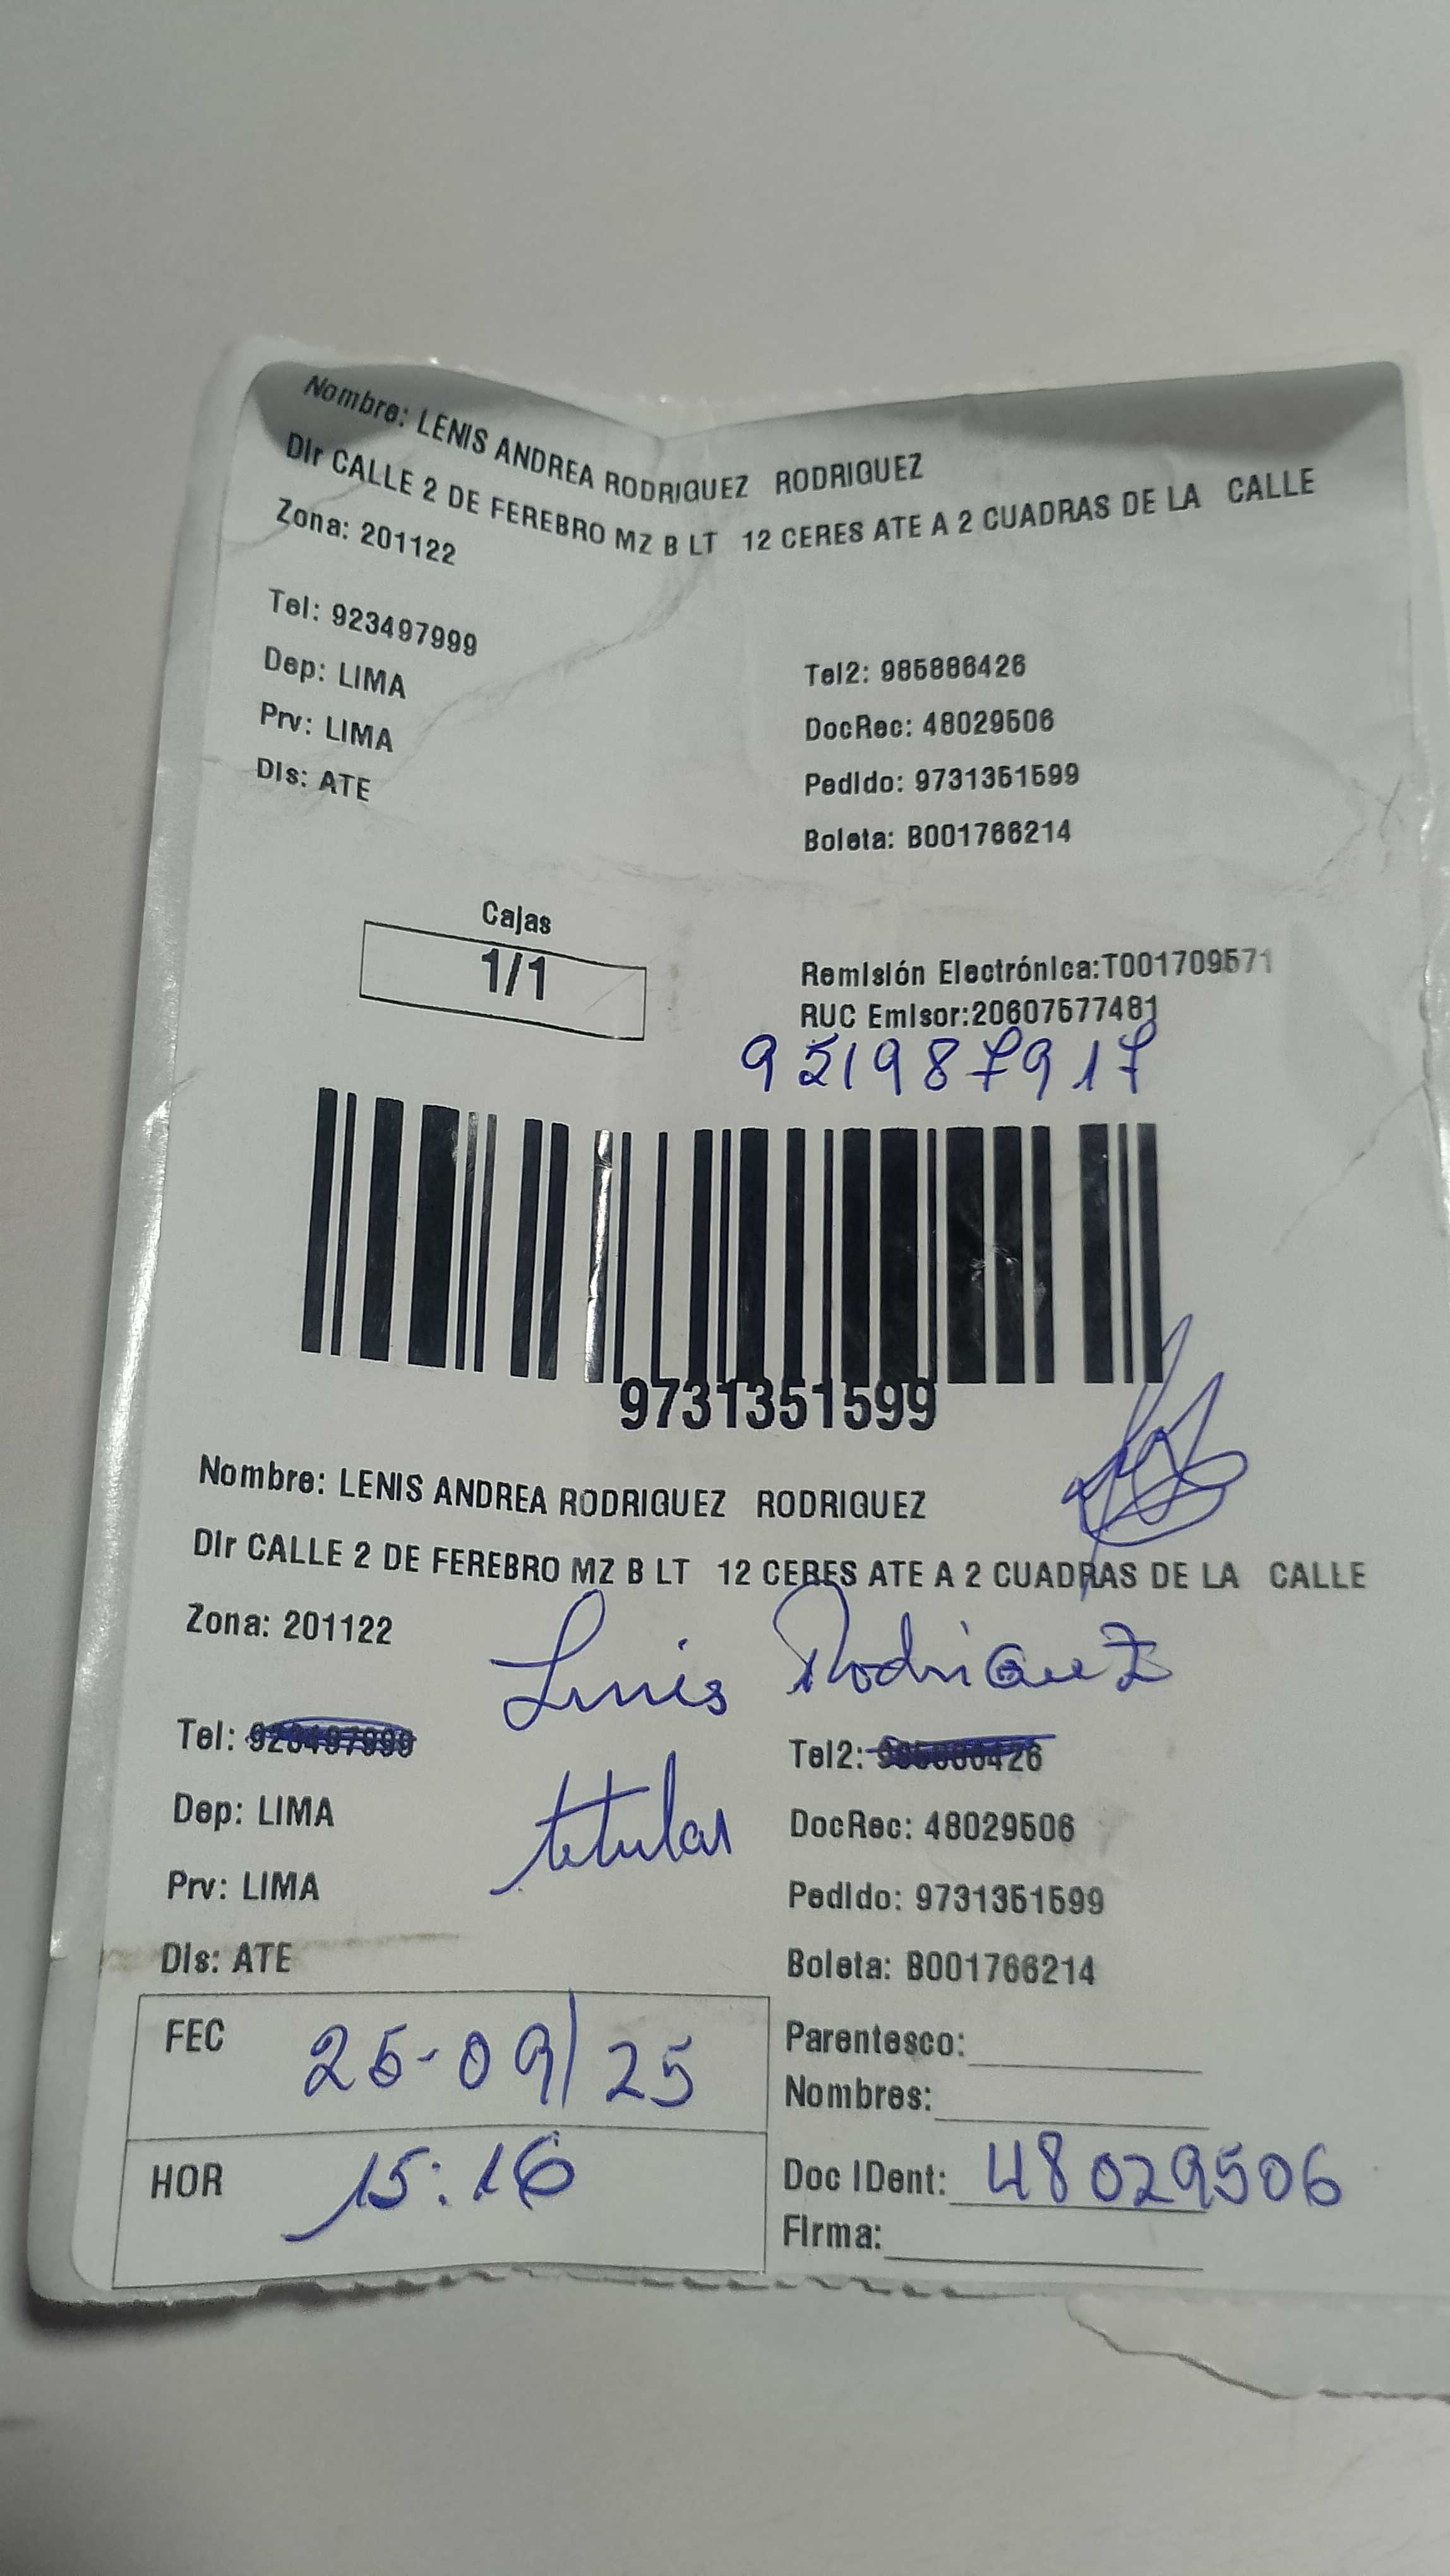 Nombre: LENIS ANDREA RODRIGUEZ RODRIGUEZ
Dir CALLE 2 DE FEREBRO MZ B LT 12 CERES ATE A 2 CUADRAS DE LA CALLE
Zona: 201122
Tel: 923497999
Tel2: 985886426
Dep: LIMA
DocRec: 48029506
Prv: LIMA
Pedido: 9731351599
Dis: ATE
Boleta: B001766214
Cajas
1/1
Remisión Electrónica:T001709571
RUC Emisor:20607577481
951987917
9731351599
Nombre: LENIS ANDREA RODRIGUEZ RODRIGUEZ
Dir CALLE 2 DE FEREBRO MZ B LT 12 CERES ATE A 2 CUADRAS DE LA CALLE
Zona: 201122
Lenis Rodriguez
Tel: 923497999
Tel2: 985886426
Dep: LIMA
titular
DocRec: 48029506
Prv: LIMA
Pedido: 9731351599
Dis: ATE
Boleta: B001766214
FEC 25-09/25
Parentesco:
Nombres:
HOR 15:16
Doc IDent: 48029506
Firma: